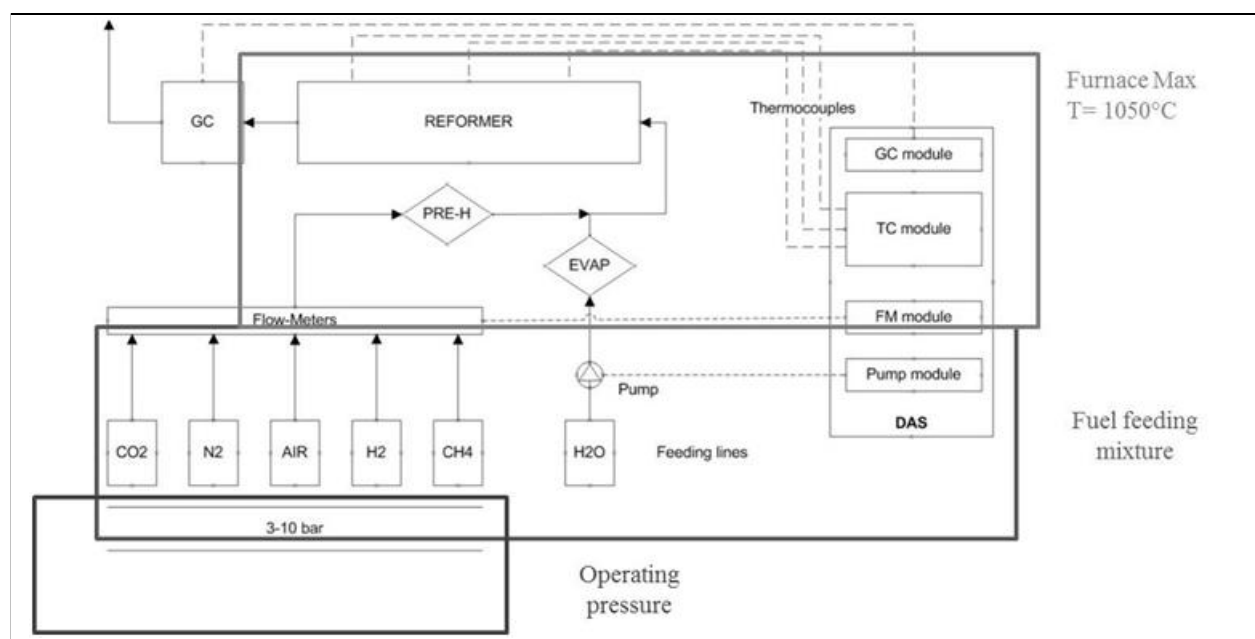 Furnace Max
T= 1050°C
Thermocouples
GC
REFORMER
GC module
PRE-H
TC module
EVAP
Flow-Meters
FM module
Pump
Pump module
DAS
CO2
N2
AIR
H2
CH4
H2O
Feeding lines
Fuel feeding
mixture
3-10 bar
Operating
pressure